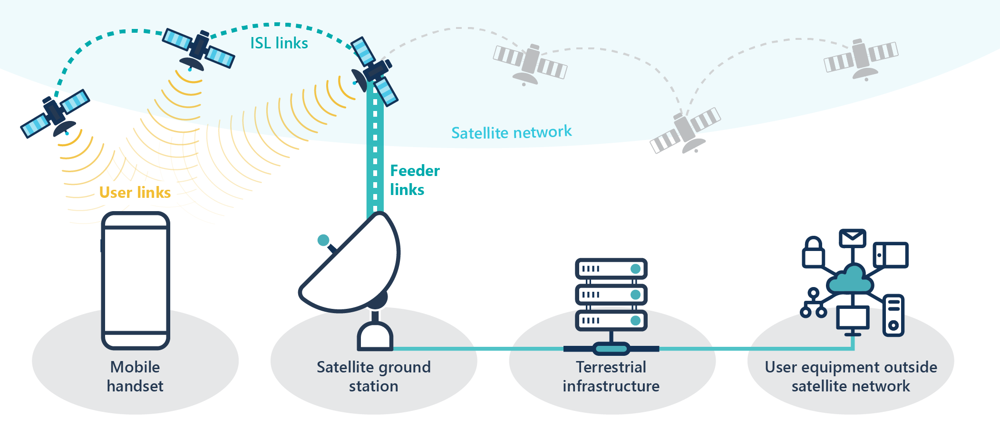 ISL links
Satellite network
Feeder
links
User links
Mobile
handset
Satellite ground
station
Terrestrial
infrastructure
User equipment outside
satellite network